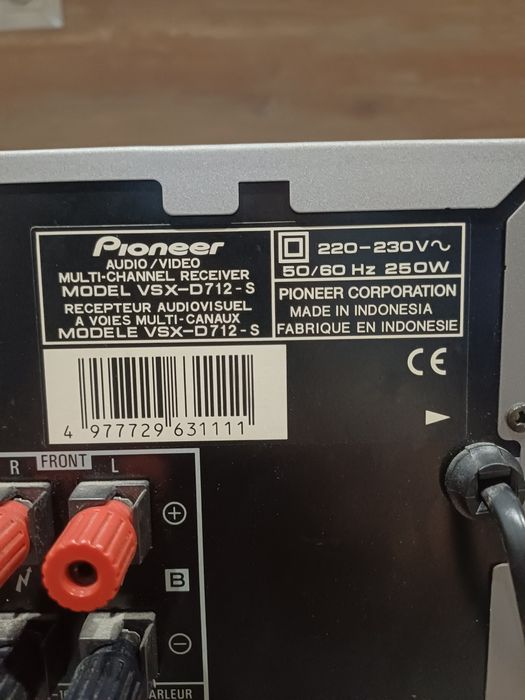 Pioneer
AUDIO/VIDEO
MULTI-CHANNEL RECEIVER
MODEL VSX-D712-S
RECEPTEUR AUDIOVISUEL
A VOIES MULTI-CANAUX
MODELE VSX-D712-S
220-230V~
50/60 Hz 250W
PIONEER CORPORATION
MADE IN INDONESIA
FABRIQUE EN INDONESIE
CE
4 977729 631111
R FRONT L
+
B
−
ARLEUR